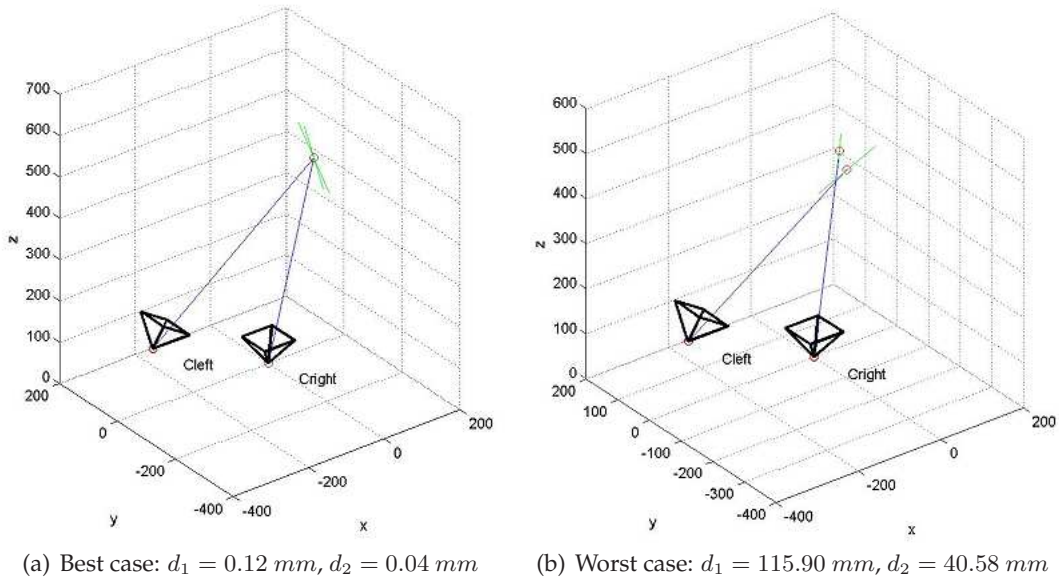 700
600
500
400
300
200
100
0
z
200
0
-200
-400
y
-400
-200
0
200
x
Cleft
Cright
(a) Best case: d₁ = 0.12 mm, d₂ = 0.04 mm
600
500
400
300
200
100
0
z
200
100
0
-100
-200
-300
-400
y
-400
-200
0
200
x
Cleft
Cright
(b) Worst case: d₁ = 115.90 mm, d₂ = 40.58 mm